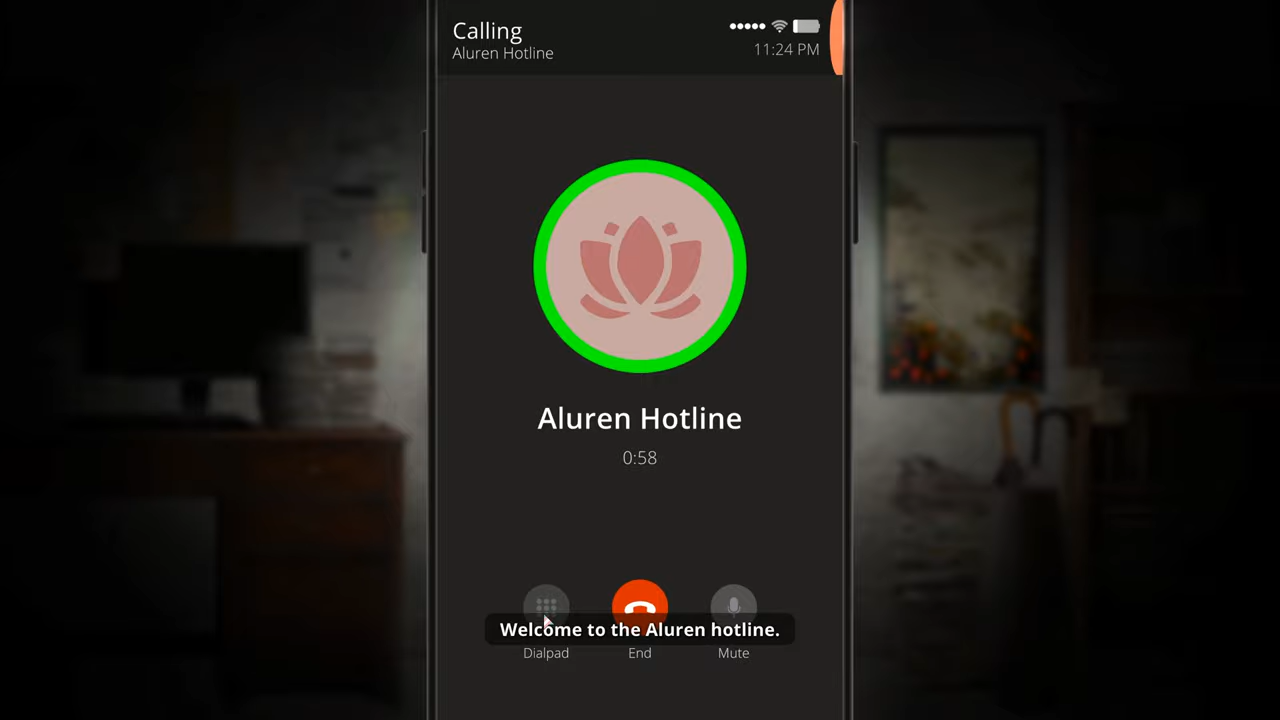 Calling
Aluren Hotline
11:24 PM
Aluren Hotline
0:58
Welcome to the Aluren hotline.
Dialpad
End
Mute